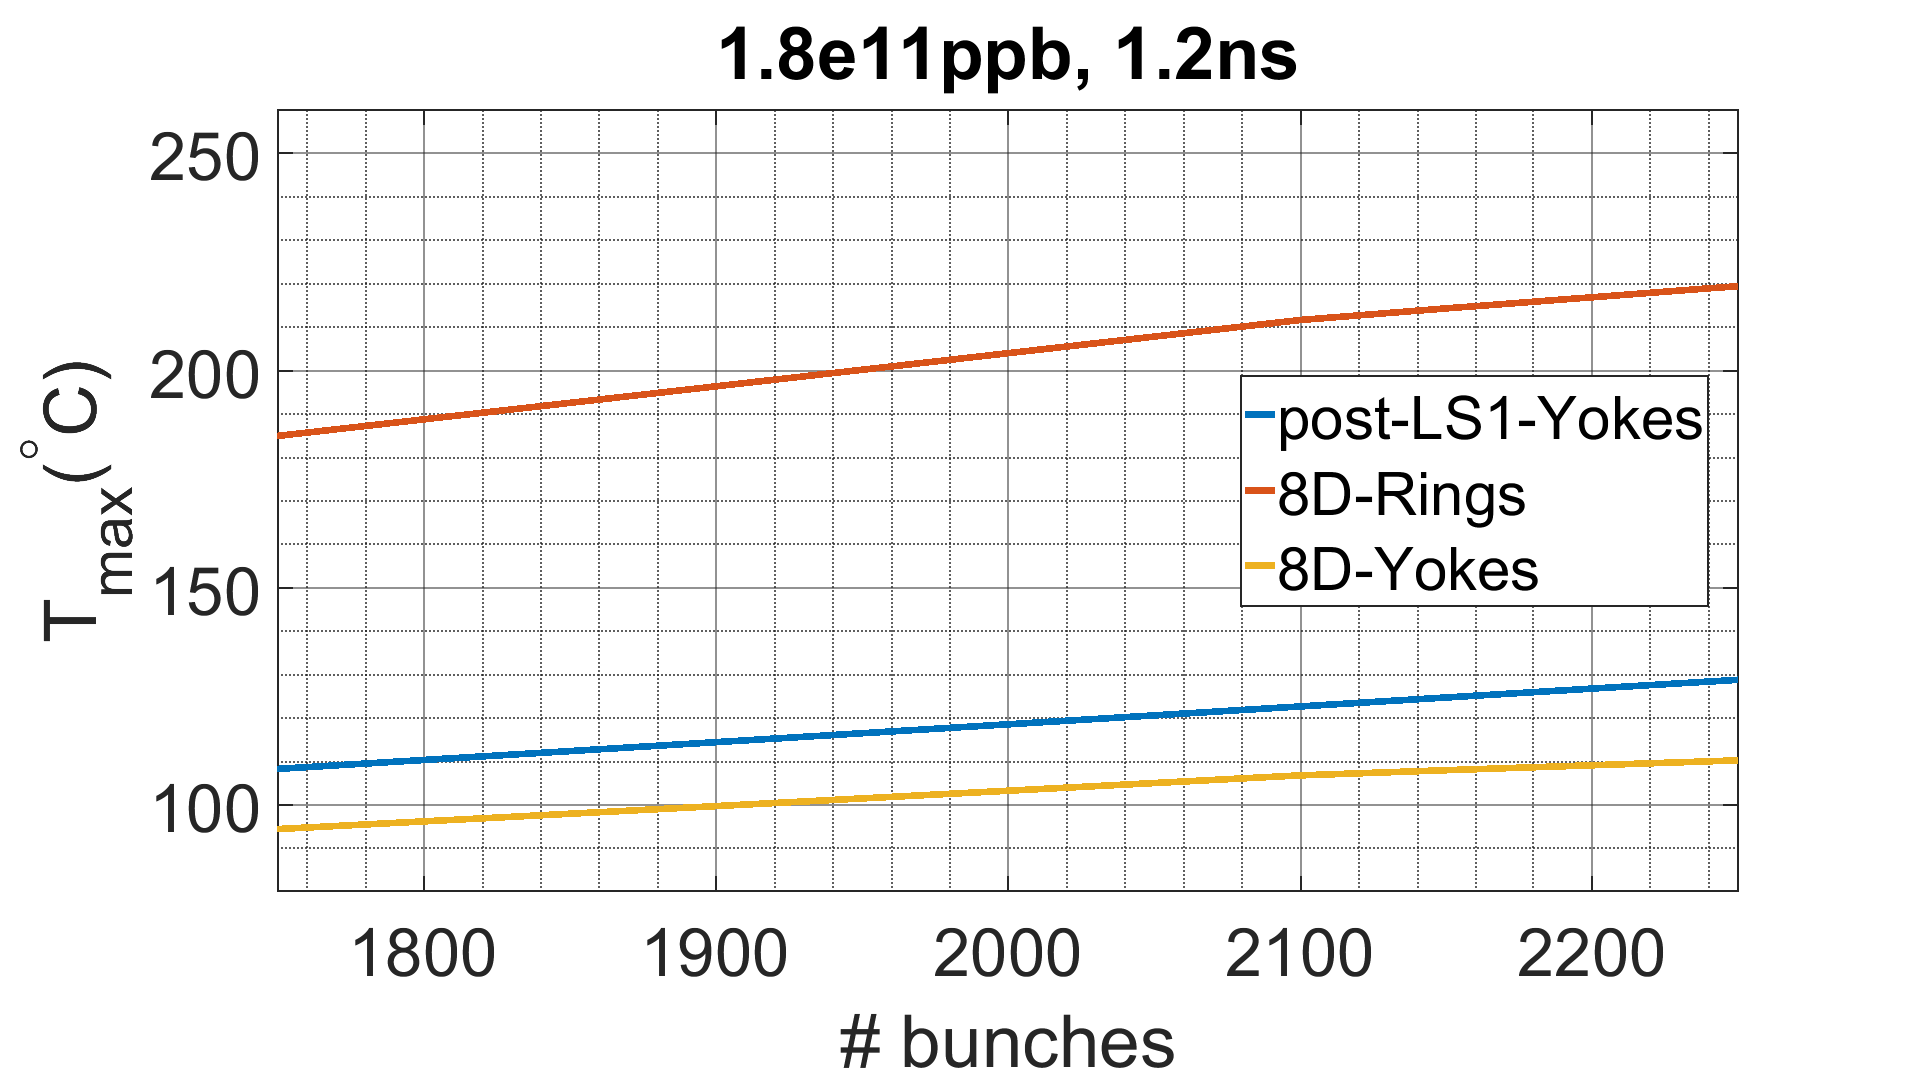 1.8e11ppb, 1.2ns
250
200
150
100
Tmax(°C)
post-LS1-Yokes
8D-Rings
8D-Yokes
1800 1900 2000 2100 2200
# bunches